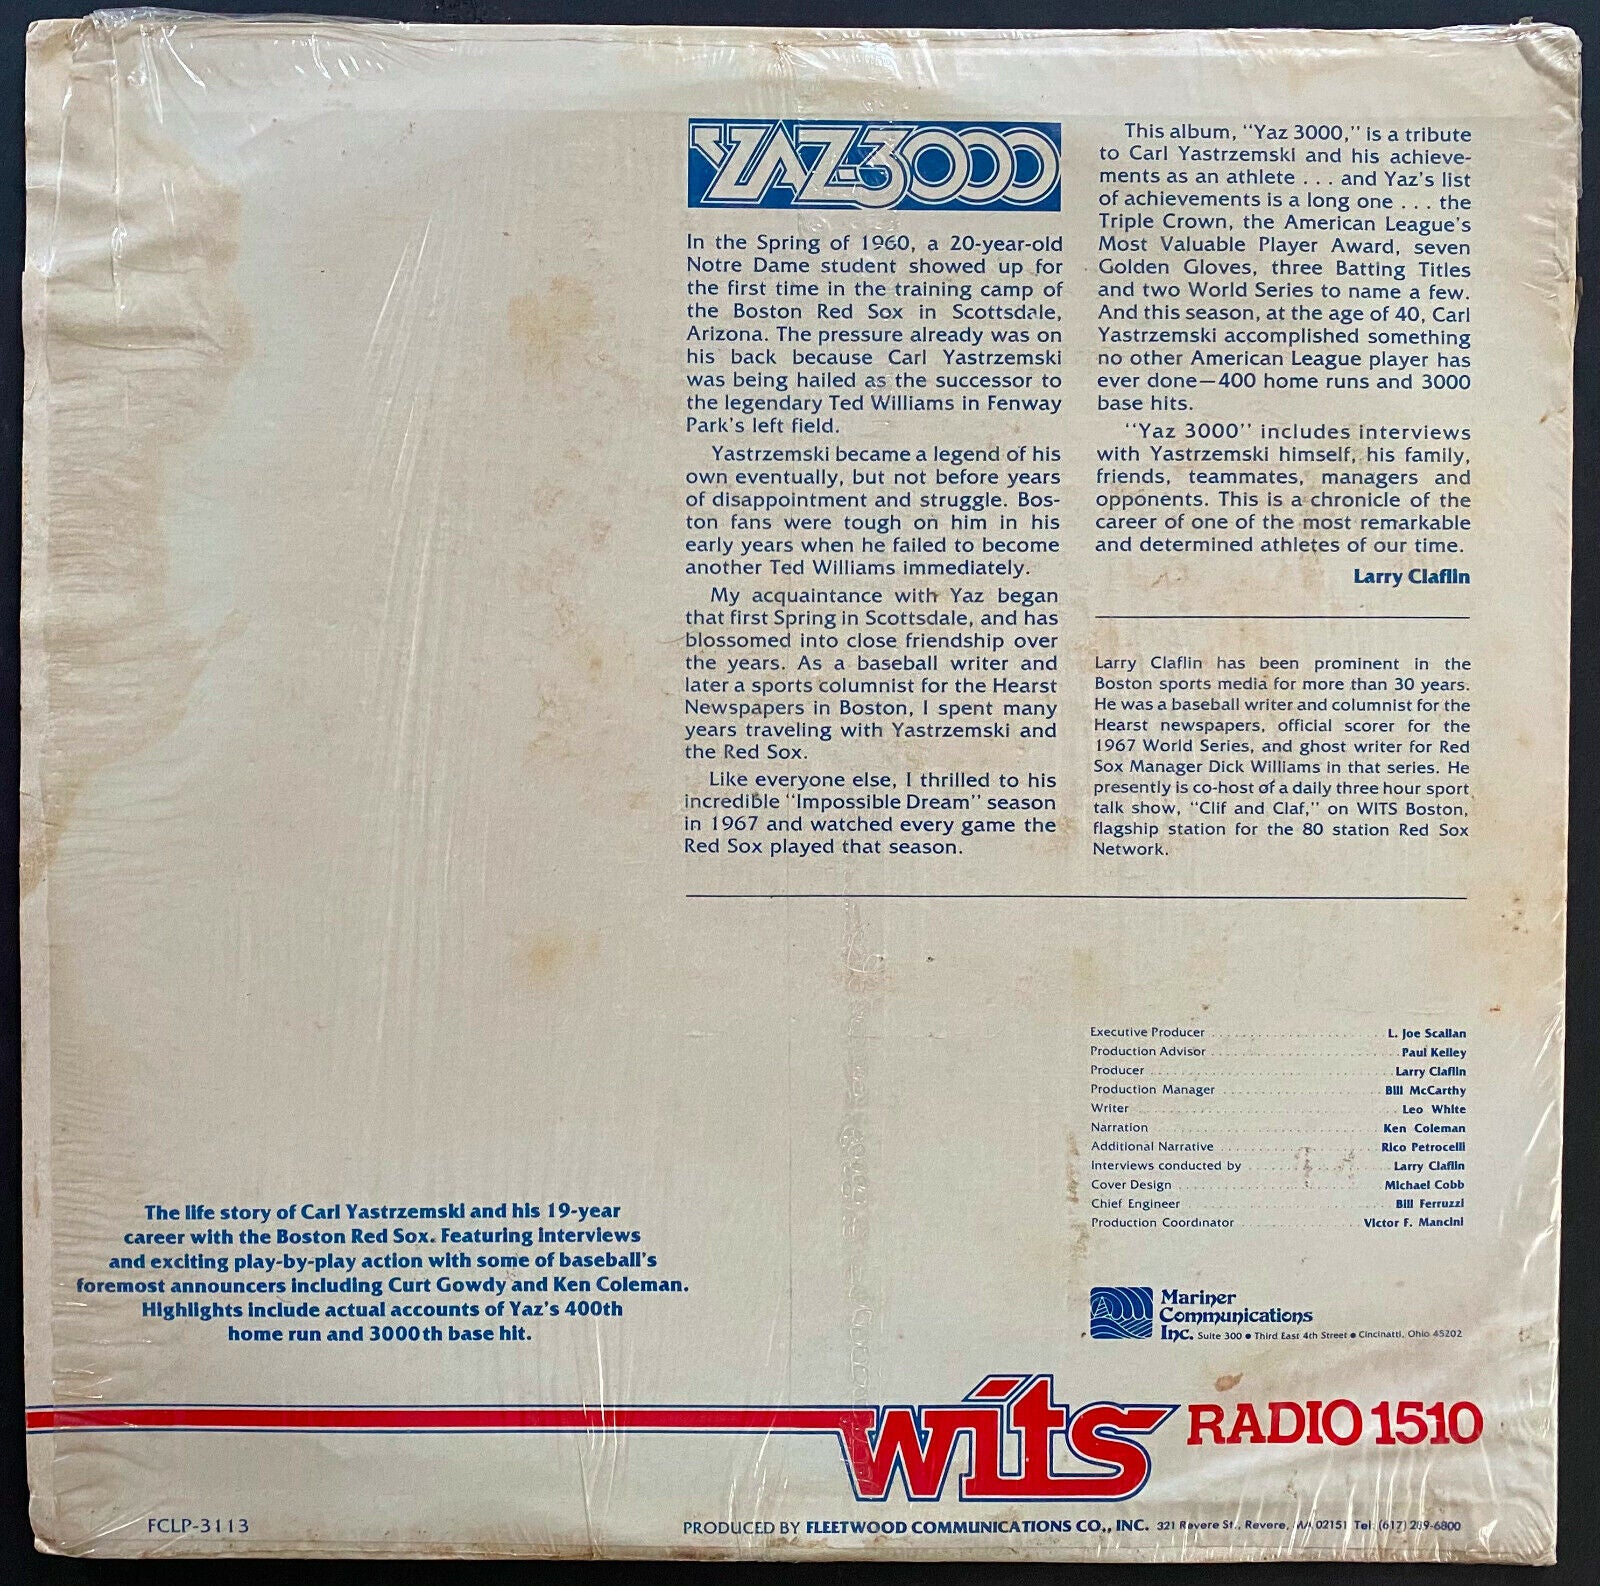 YAZ-3000
In the Spring of 1960, a 20-year-old
Notre Dame student showed up for
the first time in the training camp of
the Boston Red Sox in Scottsdale,
Arizona. The pressure already was on
his back because Carl Yastrzemski
was being hailed as the successor to
the legendary Ted Williams in Fenway
Park's left field.
Yastrzemski became a legend of his
own eventually, but not before years
of disappointment and struggle. Bos-
ton fans were tough on him in his
early years when he failed to become
another Ted Williams immediately.
My acquaintance with Yaz began
that first Spring in Scottsdale, and has
blossomed into close friendship over
the years. As a baseball writer and
later a sports columnist for the Hearst
Newspapers in Boston, I spent many
years traveling with Yastrzemski and
the Red Sox.
Like everyone else, I thrilled to his
incredible "Impossible Dream" season
in 1967 and watched every game the
Red Sox played that season.
This album, "Yaz 3000," is a tribute
to Carl Yastrzemski and his achieve-
ments as an athlete . . . and Yaz's list
of achievements is a long one . . . the
Triple Crown, the American League's
Most Valuable Player Award, seven
Golden Gloves, three Batting Titles
and two World Series to name a few.
And this season, at the age of 40, Carl
Yastrzemski accomplished something
no other American League player has
ever done—400 home runs and 3000
base hits.
"Yaz 3000" includes interviews
with Yastrzemski himself, his family,
friends, teammates, managers and
opponents. This is a chronicle of the
career of one of the most remarkable
and determined athletes of our time.
Larry Claflin
Larry Claflin has been prominent in the
Boston sports media for more than 30 years.
He was a baseball writer and columnist for the
Hearst newspapers, official scorer for the
1967 World Series, and ghost writer for Red
Sox Manager Dick Williams in that series. He
presently is co-host of a daily three hour sport
talk show, "Clif and Claf," on WITS Boston,
flagship station for the 80 station Red Sox
Network.
Executive Producer . . . . . . . . . . L. Joe Scallan
Production Advisor . . . . . . . . . . Paul Kelley
Producer . . . . . . . . . . Larry Claflin
Production Manager . . . . . . . . . . Bill McCarthy
Writer . . . . . . . . . . Leo White
Narration . . . . . . . . . . Ken Coleman
Additional Narrative . . . . . . . . . . Rico Petrocelli
Interviews conducted by . . . . . . . . . . Larry Claflin
Cover Design . . . . . . . . . . Michael Cobb
Chief Engineer . . . . . . . . . . Bill Ferruzzi
Production Coordinator . . . . . . . . . . Victor F. Mancini
The life story of Carl Yastrzemski and his 19-year
career with the Boston Red Sox. Featuring interviews
and exciting play-by-play action with some of baseball's
foremost announcers including Curt Gowdy and Ken Coleman.
Highlights include actual accounts of Yaz's 400th
home run and 3000th base hit.
Mariner
Communications
Inc. Suite 300 • Third East 4th Street • Cincinatti, Ohio 45202
wits RADIO 1510
FCLP-3113
PRODUCED BY FLEETWOOD COMMUNICATIONS CO., INC. 321 Revere St., Revere, MA 02151 Tel: (617) 289-6800